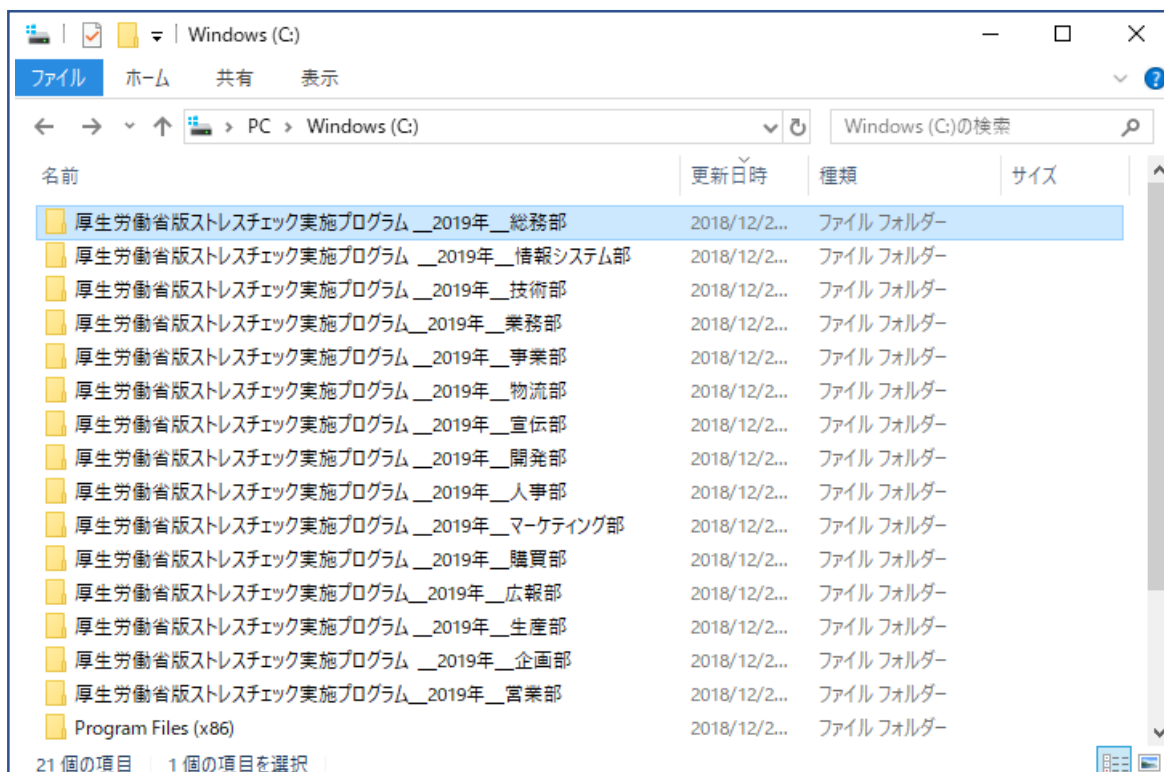 Windows (C:)
ファイル ホーム 共有 表示
PC › Windows (C:) Windows (C:)の検索
名前 更新日時 種類 サイズ
厚生労働省版ストレスチェック実施プログラム __2019年__総務部 2018/12/2... ファイル フォルダー
厚生労働省版ストレスチェック実施プログラム __2019年__情報システム部 2018/12/2... ファイル フォルダー
厚生労働省版ストレスチェック実施プログラム __2019年__技術部 2018/12/2... ファイル フォルダー
厚生労働省版ストレスチェック実施プログラム__2019年__業務部 2018/12/2... ファイル フォルダー
厚生労働省版ストレスチェック実施プログラム __2019年__事業部 2018/12/2... ファイル フォルダー
厚生労働省版ストレスチェック実施プログラム __2019年__物流部 2018/12/2... ファイル フォルダー
厚生労働省版ストレスチェック実施プログラム __2019年__宣伝部 2018/12/2... ファイル フォルダー
厚生労働省版ストレスチェック実施プログラム __2019年__開発部 2018/12/2... ファイル フォルダー
厚生労働省版ストレスチェック実施プログラム __2019年__人事部 2018/12/2... ファイル フォルダー
厚生労働省版ストレスチェック実施プログラム __2019年__マーケティング部 2018/12/2... ファイル フォルダー
厚生労働省版ストレスチェック実施プログラム __2019年__購買部 2018/12/2... ファイル フォルダー
厚生労働省版ストレスチェック実施プログラム__2019年__広報部 2018/12/2... ファイル フォルダー
厚生労働省版ストレスチェック実施プログラム __2019年__生産部 2018/12/2... ファイル フォルダー
厚生労働省版ストレスチェック実施プログラム __2019年__企画部 2018/12/2... ファイル フォルダー
厚生労働省版ストレスチェック実施プログラム__2019年__営業部 2018/12/2... ファイル フォルダー
Program Files (x86) 2018/12/2... ファイル フォルダー
21 個の項目 1 個の項目を選択